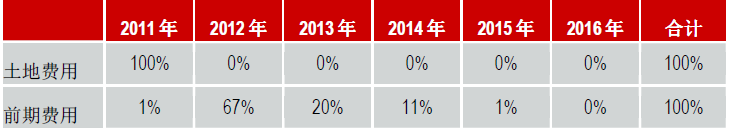 2011年 2012年 2013年 2014年 2015年 2016年 合计
土地费用 100% 0% 0% 0% 0% 0% 100%
前期费用 1% 67% 20% 11% 1% 0% 100%